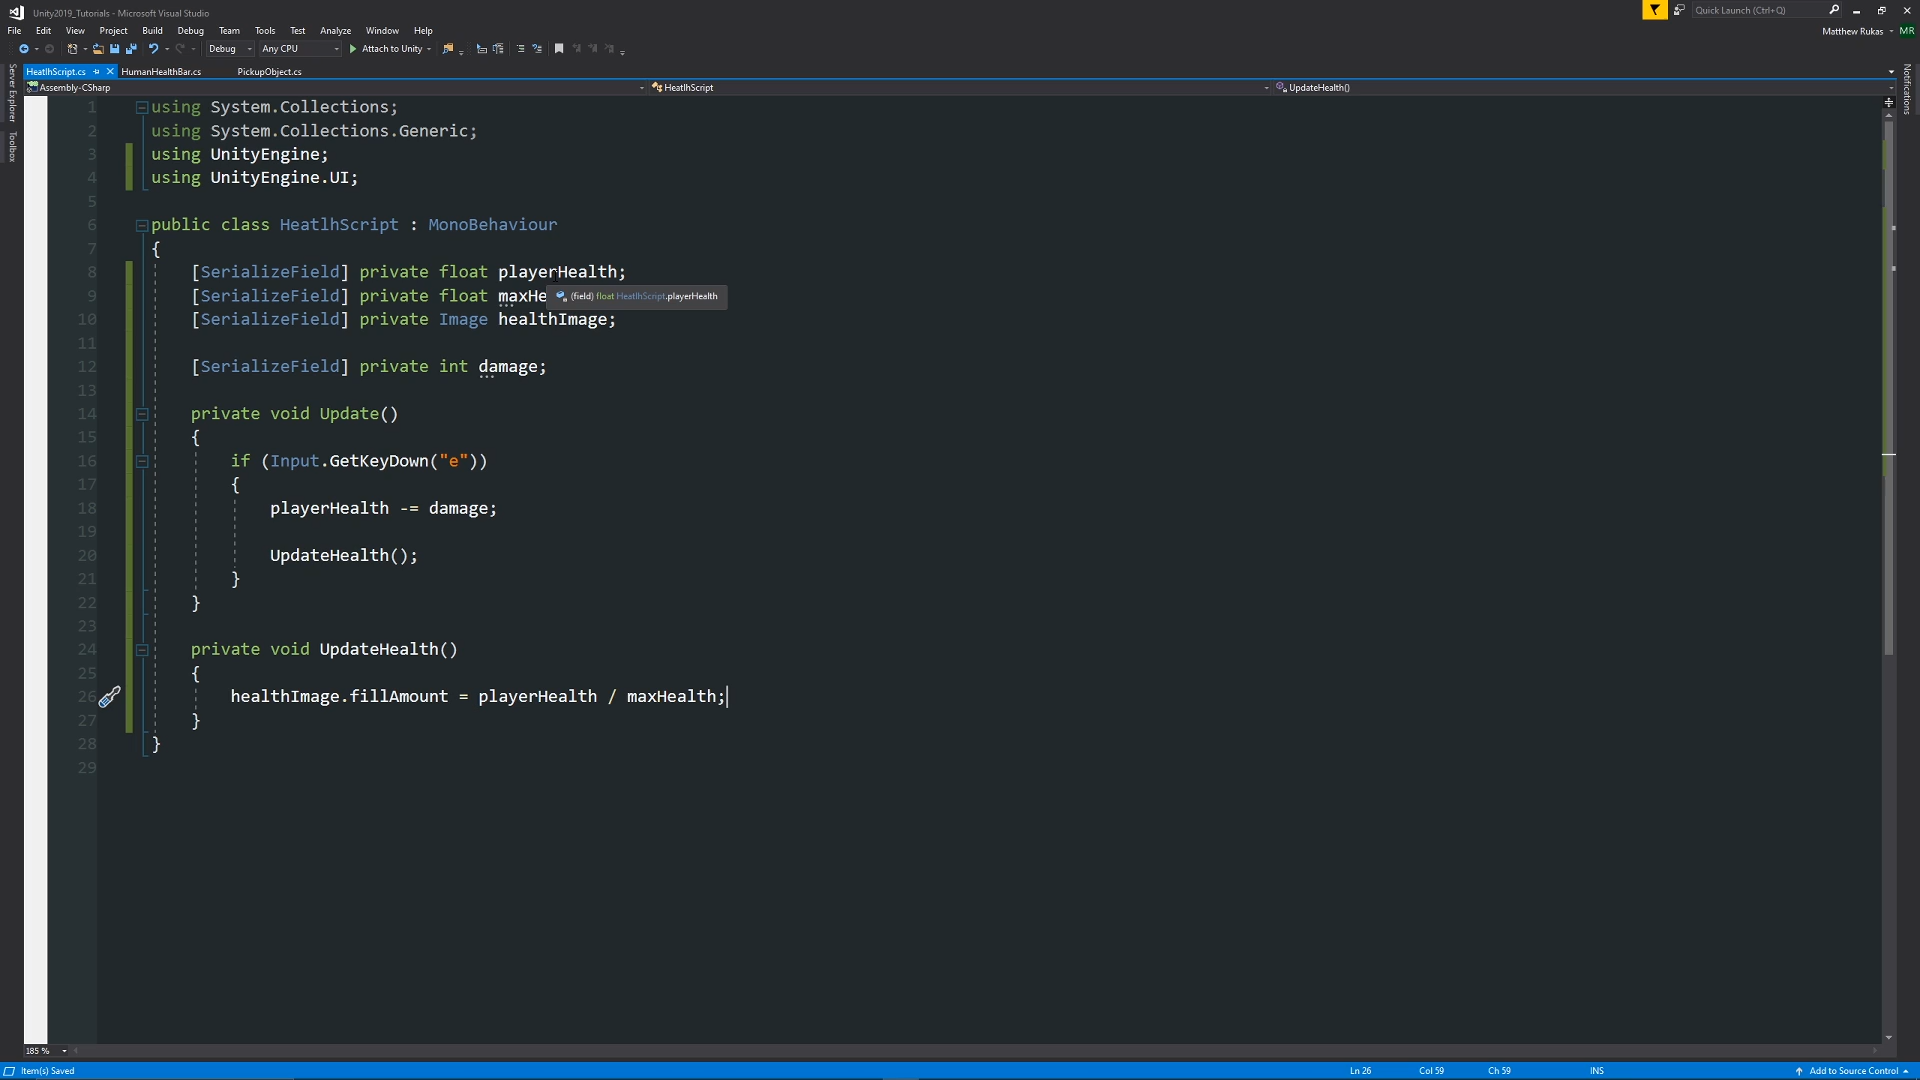 Unity2019_Tutorials - Microsoft Visual Studio
Quick Launch (Ctrl+Q)
File Edit View Project Build Debug Team Tools Test Analyze Window Help
Matthew Rukas MR
Debug Any CPU Attach to Unity
HeatlhScript.cs HumanHealthBar.cs PickupObject.cs
Assembly-CSharp HeatlhScript UpdateHealth()
Server Explorer
Toolbox
Notifications
1 using System.Collections;
2 using System.Collections.Generic;
3 using UnityEngine;
4 using UnityEngine.UI;
5
6 public class HeatlhScript : MonoBehaviour
7 {
8 [SerializeField] private float playerHealth;
9 [SerializeField] private float maxHe
(field) float HeatlhScript.playerHealth
10 [SerializeField] private Image healthImage;
11
12 [SerializeField] private int damage;
13
14 private void Update()
15 {
16 if (Input.GetKeyDown("e"))
17 {
18 playerHealth -= damage;
19
20 UpdateHealth();
21 }
22 }
23
24 private void UpdateHealth()
25 {
26 healthImage.fillAmount = playerHealth / maxHealth;
27 }
28 }
29
185 %
Item(s) Saved Ln 26 Col 59 Ch 59 INS Add to Source Control